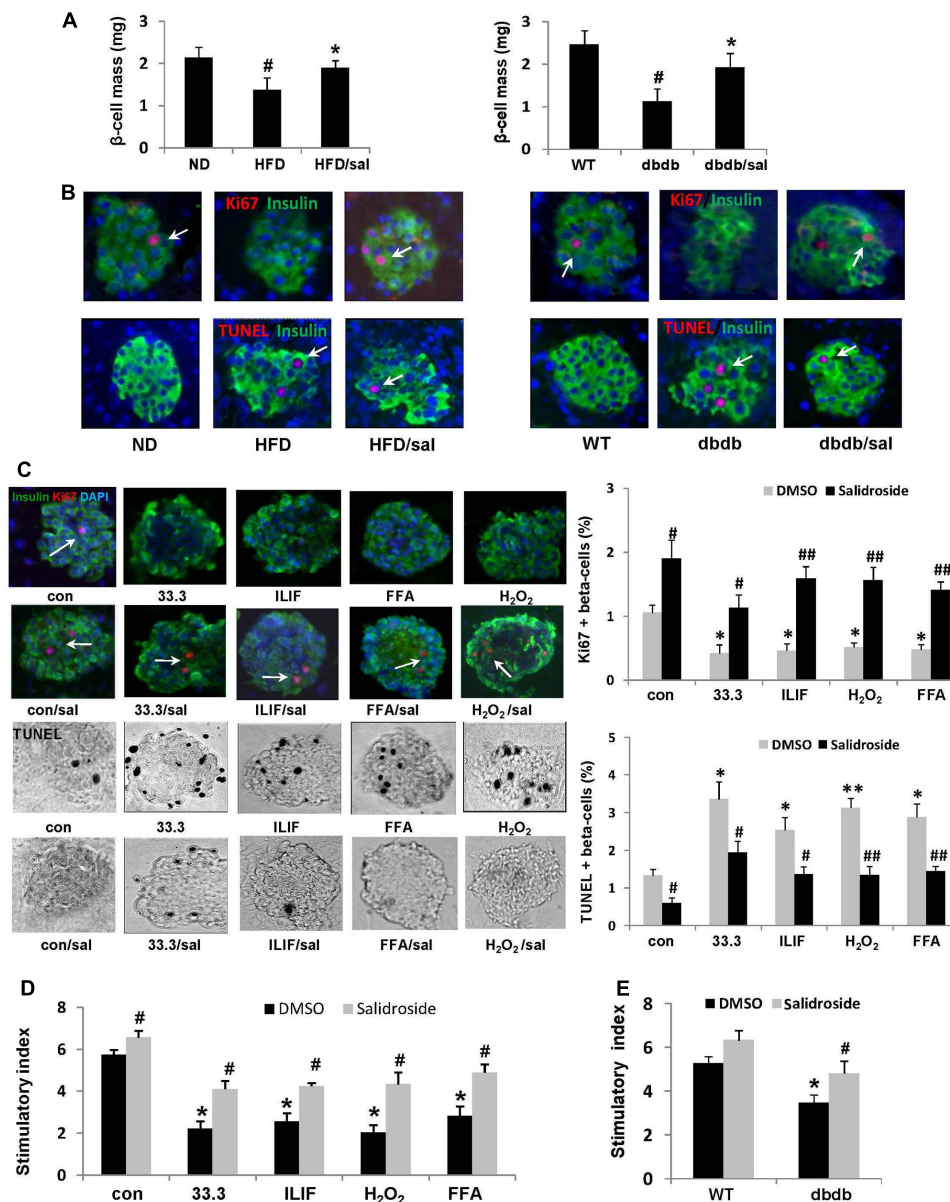 A
β-cell mass (mg)
3
2
1
0
#
*
ND HFD HFD/sal
β-cell mass (mg)
3
2
1
0
#
*
WT dbdb dbdb/sal
B
Ki67 Insulin
TUNEL/Insulin
ND HFD HFD/sal
Ki67/Insulin
TUNEL/Insulin
WT dbdb dbdb/sal
C
Insulin Ki67 DAPI
con 33.3 ILIF FFA H₂O₂
con/sal 33.3/sal ILIF/sal FFA/sal H₂O₂/sal
TUNEL
con 33.3 ILIF FFA H₂O₂
con/sal 33.3/sal ILIF/sal FFA/sal H₂O₂/sal
DMSO Salidroside
Ki67 + beta-cells (%)
3
2
1
0
# * # * ## * ## * ##
con 33.3 ILIF H₂O₂ FFA
DMSO Salidroside
TUNEL + beta-cells (%)
5
4
3
2
1
0
# * # * # ** ## * ##
con 33.3 ILIF H₂O₂ FFA
D
DMSO Salidroside
Stimulatory index
8
6
4
2
0
# * # * # * # * #
con 33.3 ILIF H₂O₂ FFA
E
DMSO Salidroside
Stimulatory index
8
6
4
2
0
* #
WT dbdb